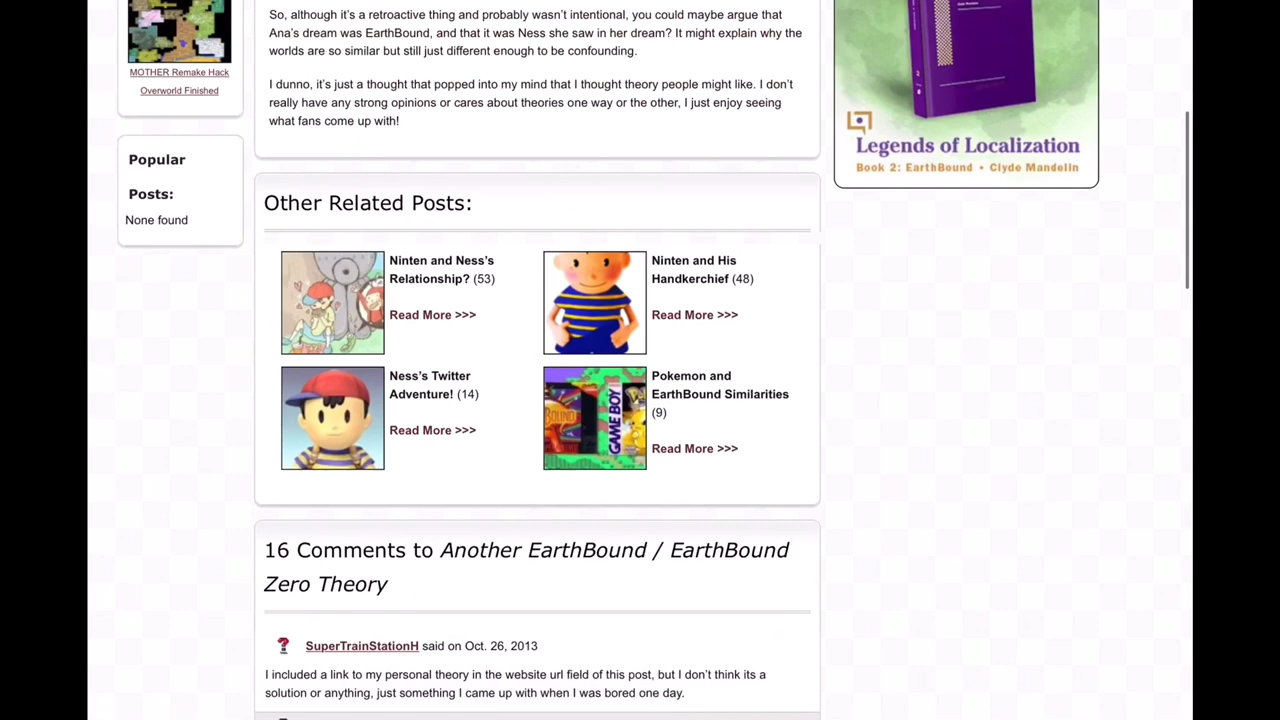 MOTHER Remake Hack
Overworld Finished
Popular
Posts:
None found
So, although it's a retroactive thing and probably wasn't intentional, you could maybe argue that
Ana's dream was EarthBound, and that it was Ness she saw in her dream? It might explain why the
worlds are so similar but still just different enough to be confounding.
I dunno, it's just a thought that popped into my mind that I thought theory people might like. I don't
really have any strong opinions or cares about theories one way or the other, I just enjoy seeing
what fans come up with!
Other Related Posts:
Ninten and Ness's
Relationship? (53)
Read More >>>
Ninten and His
Handkerchief (48)
Read More >>>
Ness's Twitter
Adventure! (14)
Read More >>>
Pokemon and
EarthBound Similarities
(9)
Read More >>>
GAME BOY
16 Comments to Another EarthBound / EarthBound
Zero Theory
SuperTrainStationH said on Oct. 26, 2013
I included a link to my personal theory in the website url field of this post, but I don't think its a
solution or anything, just something I came up with when I was bored one day.
Legends of Localization
Book 2: EarthBound • Clyde Mandelin